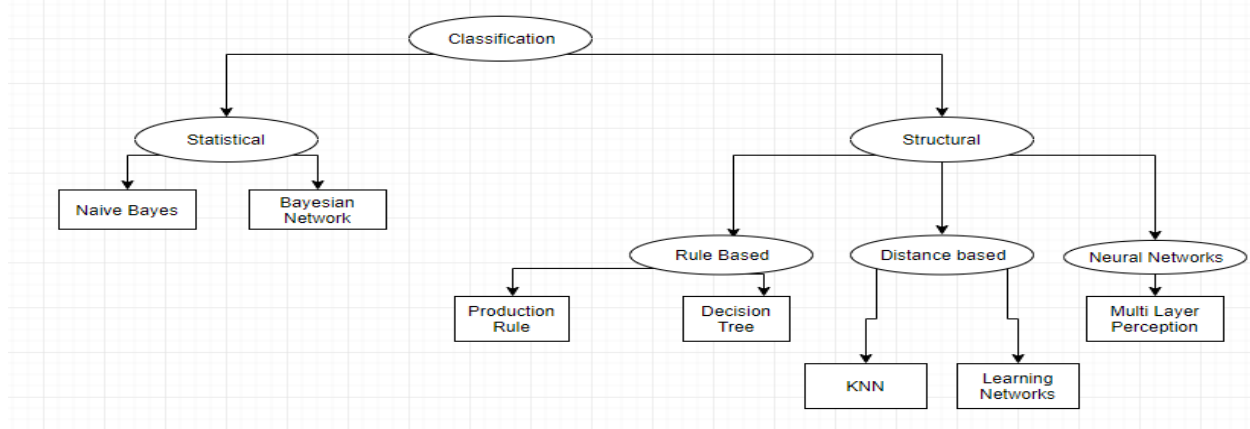 Classification
Statistical
Structural
Naive Bayes
Bayesian
Network
Rule Based
Distance based
Neural Networks
Production
Rule
Decision
Tree
Multi Layer
Perception
KNN
Learning
Networks